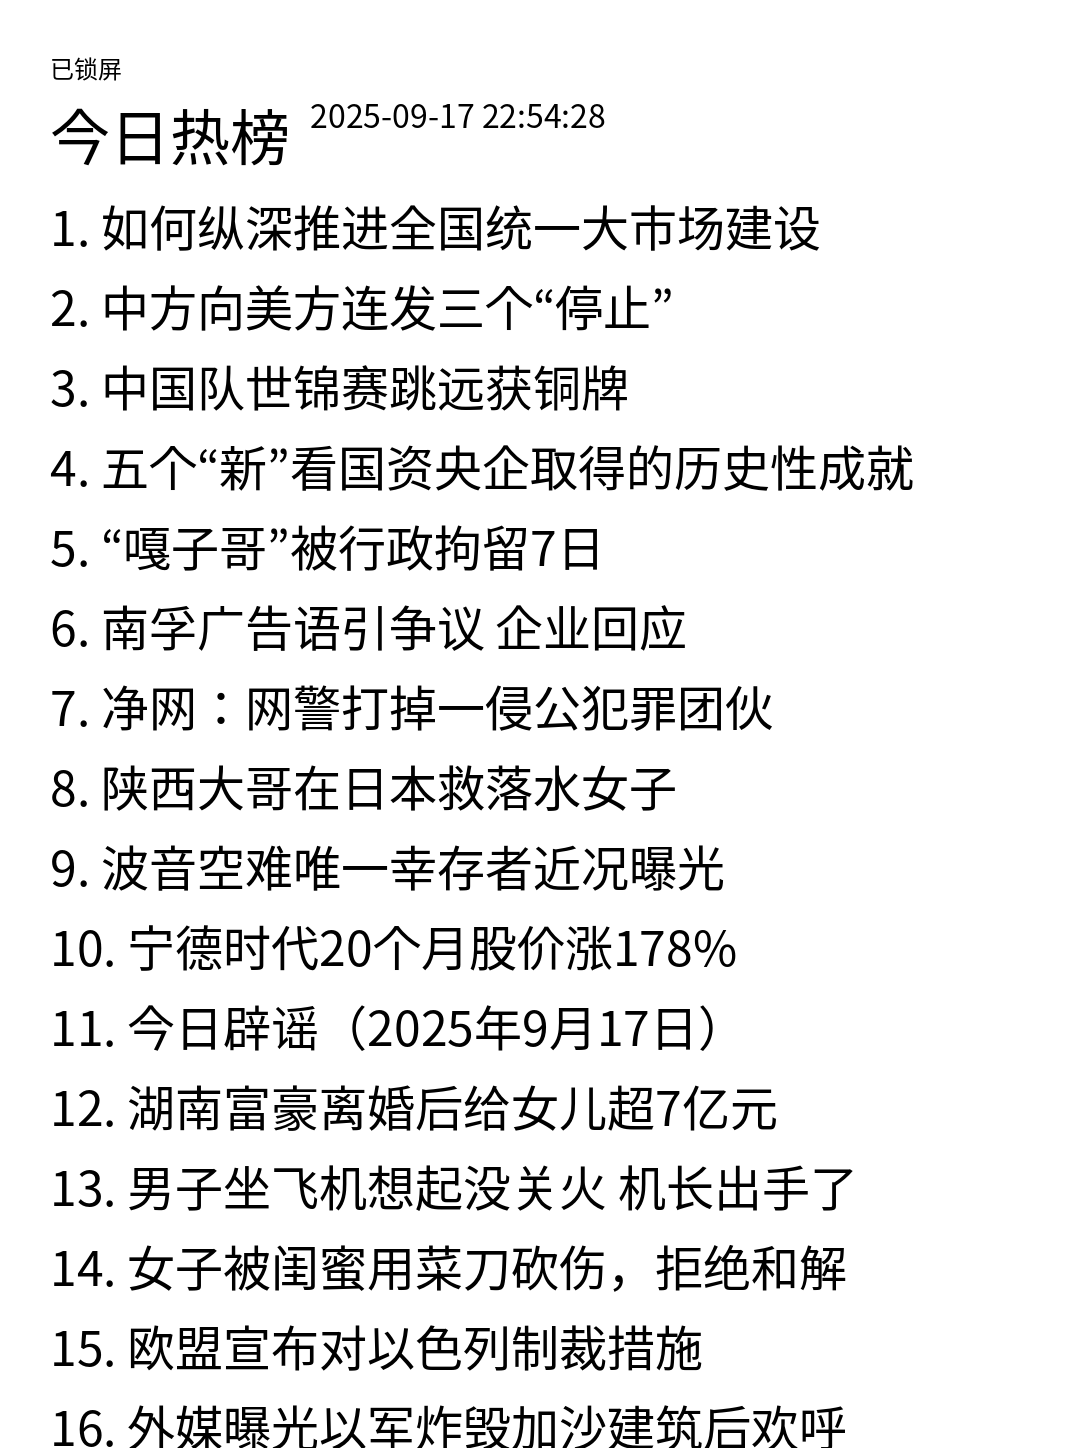 已锁屏
今日热榜 2025-09-17 22:54:28
1. 如何纵深推进全国统一大市场建设
2. 中方向美方连发三个“停止”
3. 中国队世锦赛跳远获铜牌
4. 五个“新”看国资央企取得的历史性成就
5. “嘎子哥”被行政拘留7日
6. 南孚广告语引争议 企业回应
7. 净网：网警打掉一侵公犯罪团伙
8. 陕西大哥在日本救落水女子
9. 波音空难唯一幸存者近况曝光
10. 宁德时代20个月股价涨178%
11. 今日辟谣（2025年9月17日）
12. 湖南富豪离婚后给女儿超7亿元
13. 男子坐飞机想起没关火 机长出手了
14. 女子被闺蜜用菜刀砍伤，拒绝和解
15. 欧盟宣布对以色列制裁措施
16. 外媒曝光以军炸毁加沙建筑后欢呼